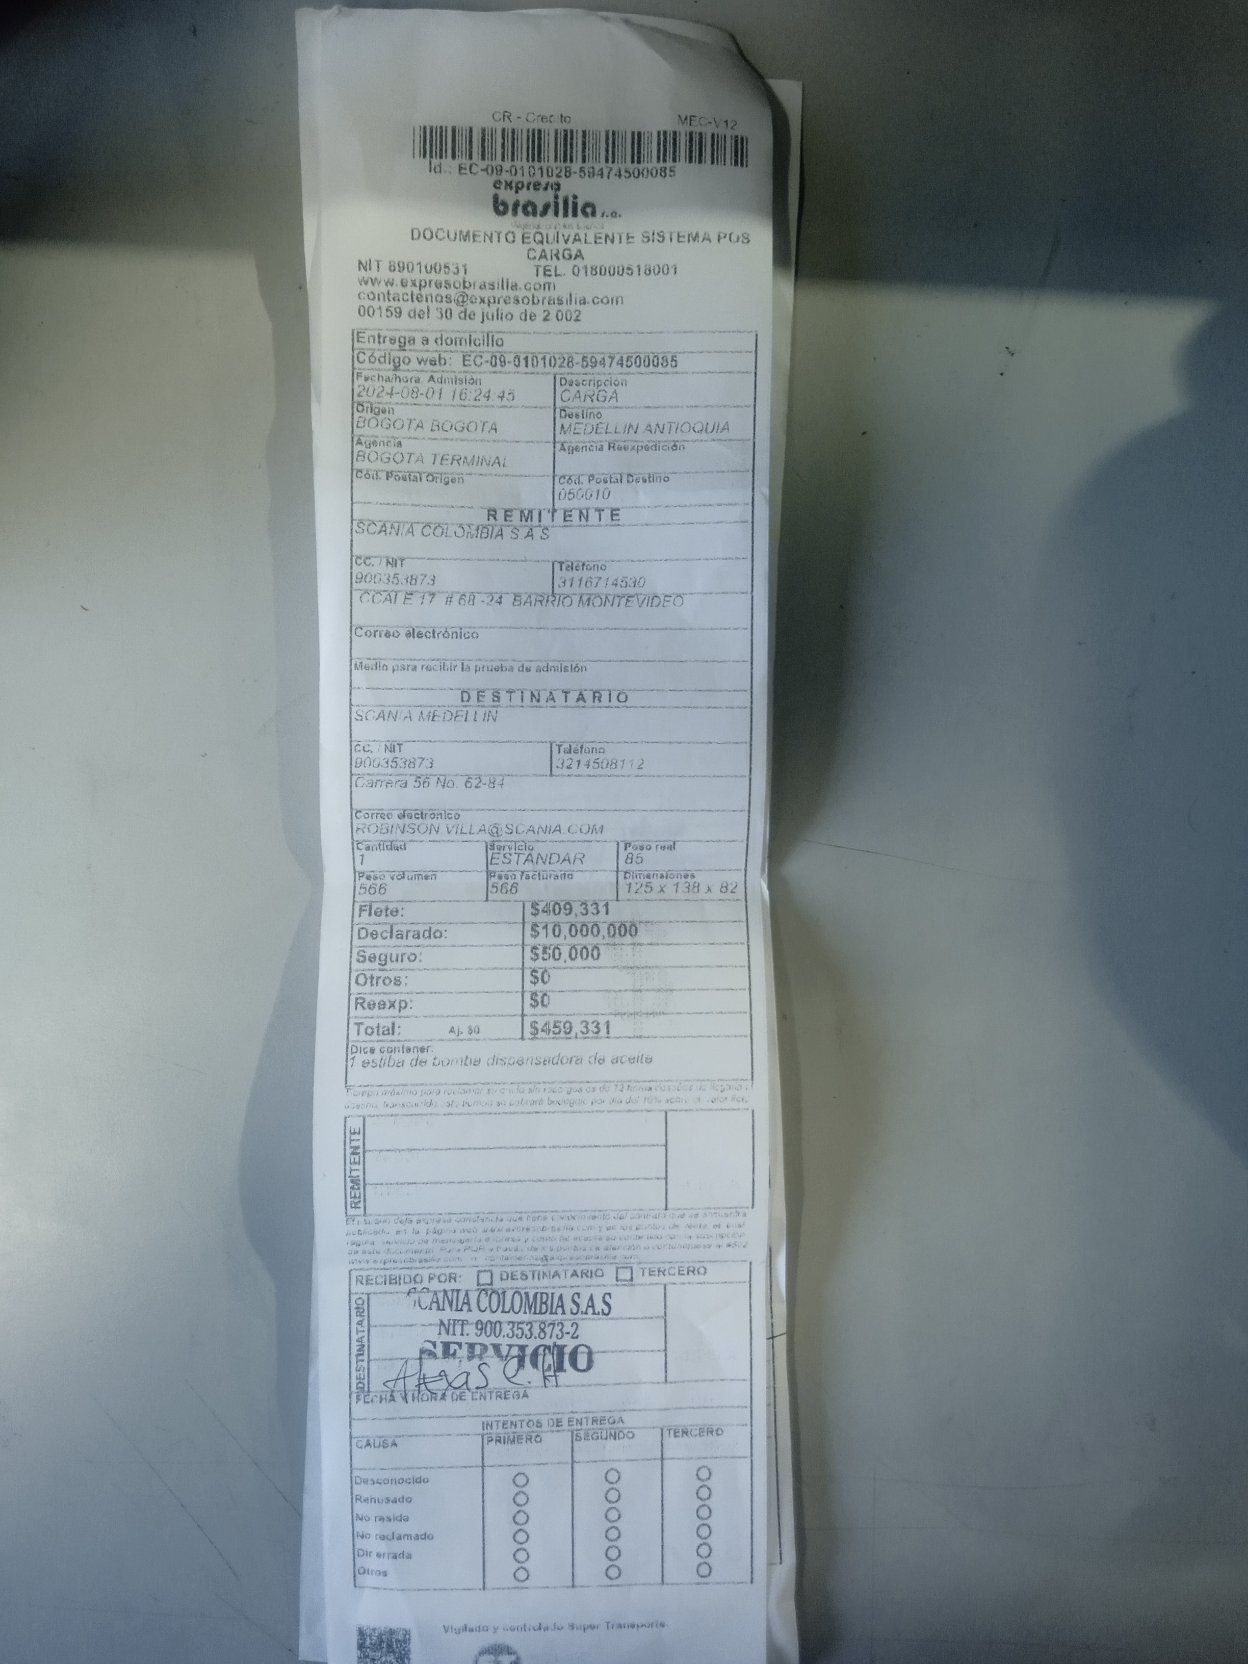 CR - Credito MEC-V12
Id.: EC-09-0101028-59474500085
expreso
brasilia s.a.
DOCUMENTO EQUIVALENTE SISTEMA POS
CARGA
NIT 890100531 TEL. 018000518001
www.expresobrasilia.com
contactenos@expresobrasilia.com
00159 del 30 de julio de 2 002
Entrega a domicilio
Código web: EC-09-0101028-59474500085
Fecha/hora. Admisión Descripción
2024-08-01 16:24:45 CARGA
Origen Destino
BOGOTA BOGOTA MEDELLIN ANTIOQUIA
Agencia Agencia Reexpedición
BOGOTA TERMINAL
Cód. Postal Origen Cód. Postal Destino
050010
REMITENTE
SCANIA COLOMBIA S.A S
CC. / NIT Teléfono
900353873 3116714530
CCALE 17 # 68 -24 BARRIO MONTEVIDEO
Correo electrónico
Medio para recibir la prueba de admisión
DESTINATARIO
SCANIA MEDELLIN
CC. / NIT Teléfono
900353873 3214508112
Carrera 56 No. 62-84
Correo electrónico
ROBINSON.VILLA@SCANIA.COM
Cantidad Servicio Peso real
1 ESTANDAR 85
Peso volumen Peso facturado Dimensiones
566 566 125 x 138 x 82
Flete: $409,331
Declarado: $10,000,000
Seguro: $50,000
Otros: $0
Reexp: $0
Total: Aj. $0 $459,331
Dice contener:
1 estiba de bomba dispensadora de aceite
REMITENTE
RECIBIDO POR: DESTINATARIO TERCERO
DESTINATARIO
SCANIA COLOMBIA S.A.S
NIT. 900.353.873-2
SERVICIO
FECHA Y HORA DE ENTREGA
INTENTOS DE ENTREGA
CAUSA PRIMERO SEGUNDO TERCERO
Desconocido
Rehusado
No reside
No reclamado
Dir errada
Otros
Vigilado y controlado Super Transporte